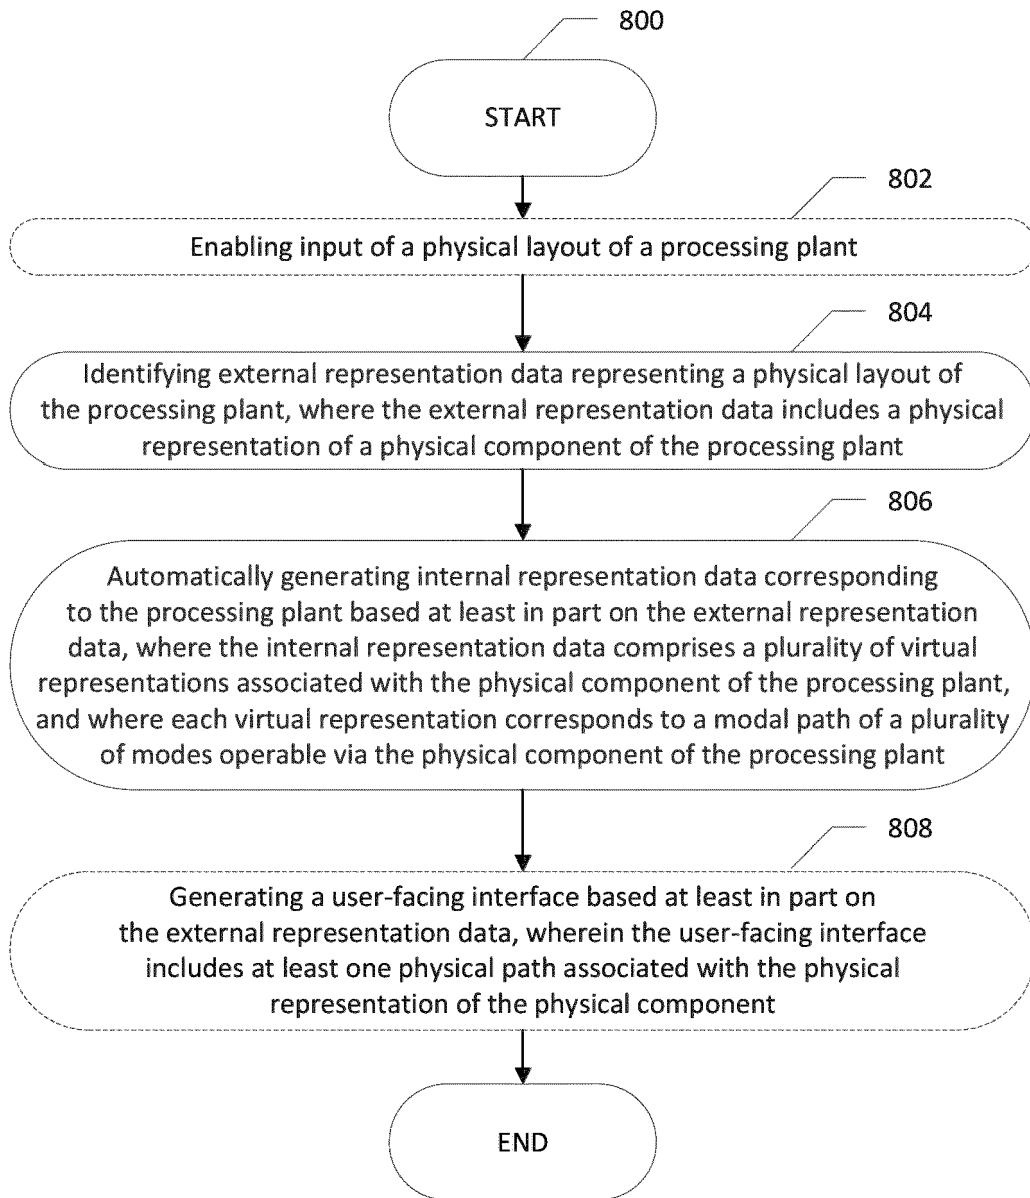 800
START
802
Enabling input of a physical layout of a processing plant
804
Identifying external representation data representing a physical layout of
the processing plant, where the external representation data includes a physical
representation of a physical component of the processing plant
806
Automatically generating internal representation data corresponding
to the processing plant based at least in part on the external representation
data, where the internal representation data comprises a plurality of virtual
representations associated with the physical component of the processing plant,
and where each virtual representation corresponds to a modal path of a plurality
of modes operable via the physical component of the processing plant
808
Generating a user-facing interface based at least in part on
the external representation data, wherein the user-facing interface
includes at least one physical path associated with the physical
representation of the physical component
END